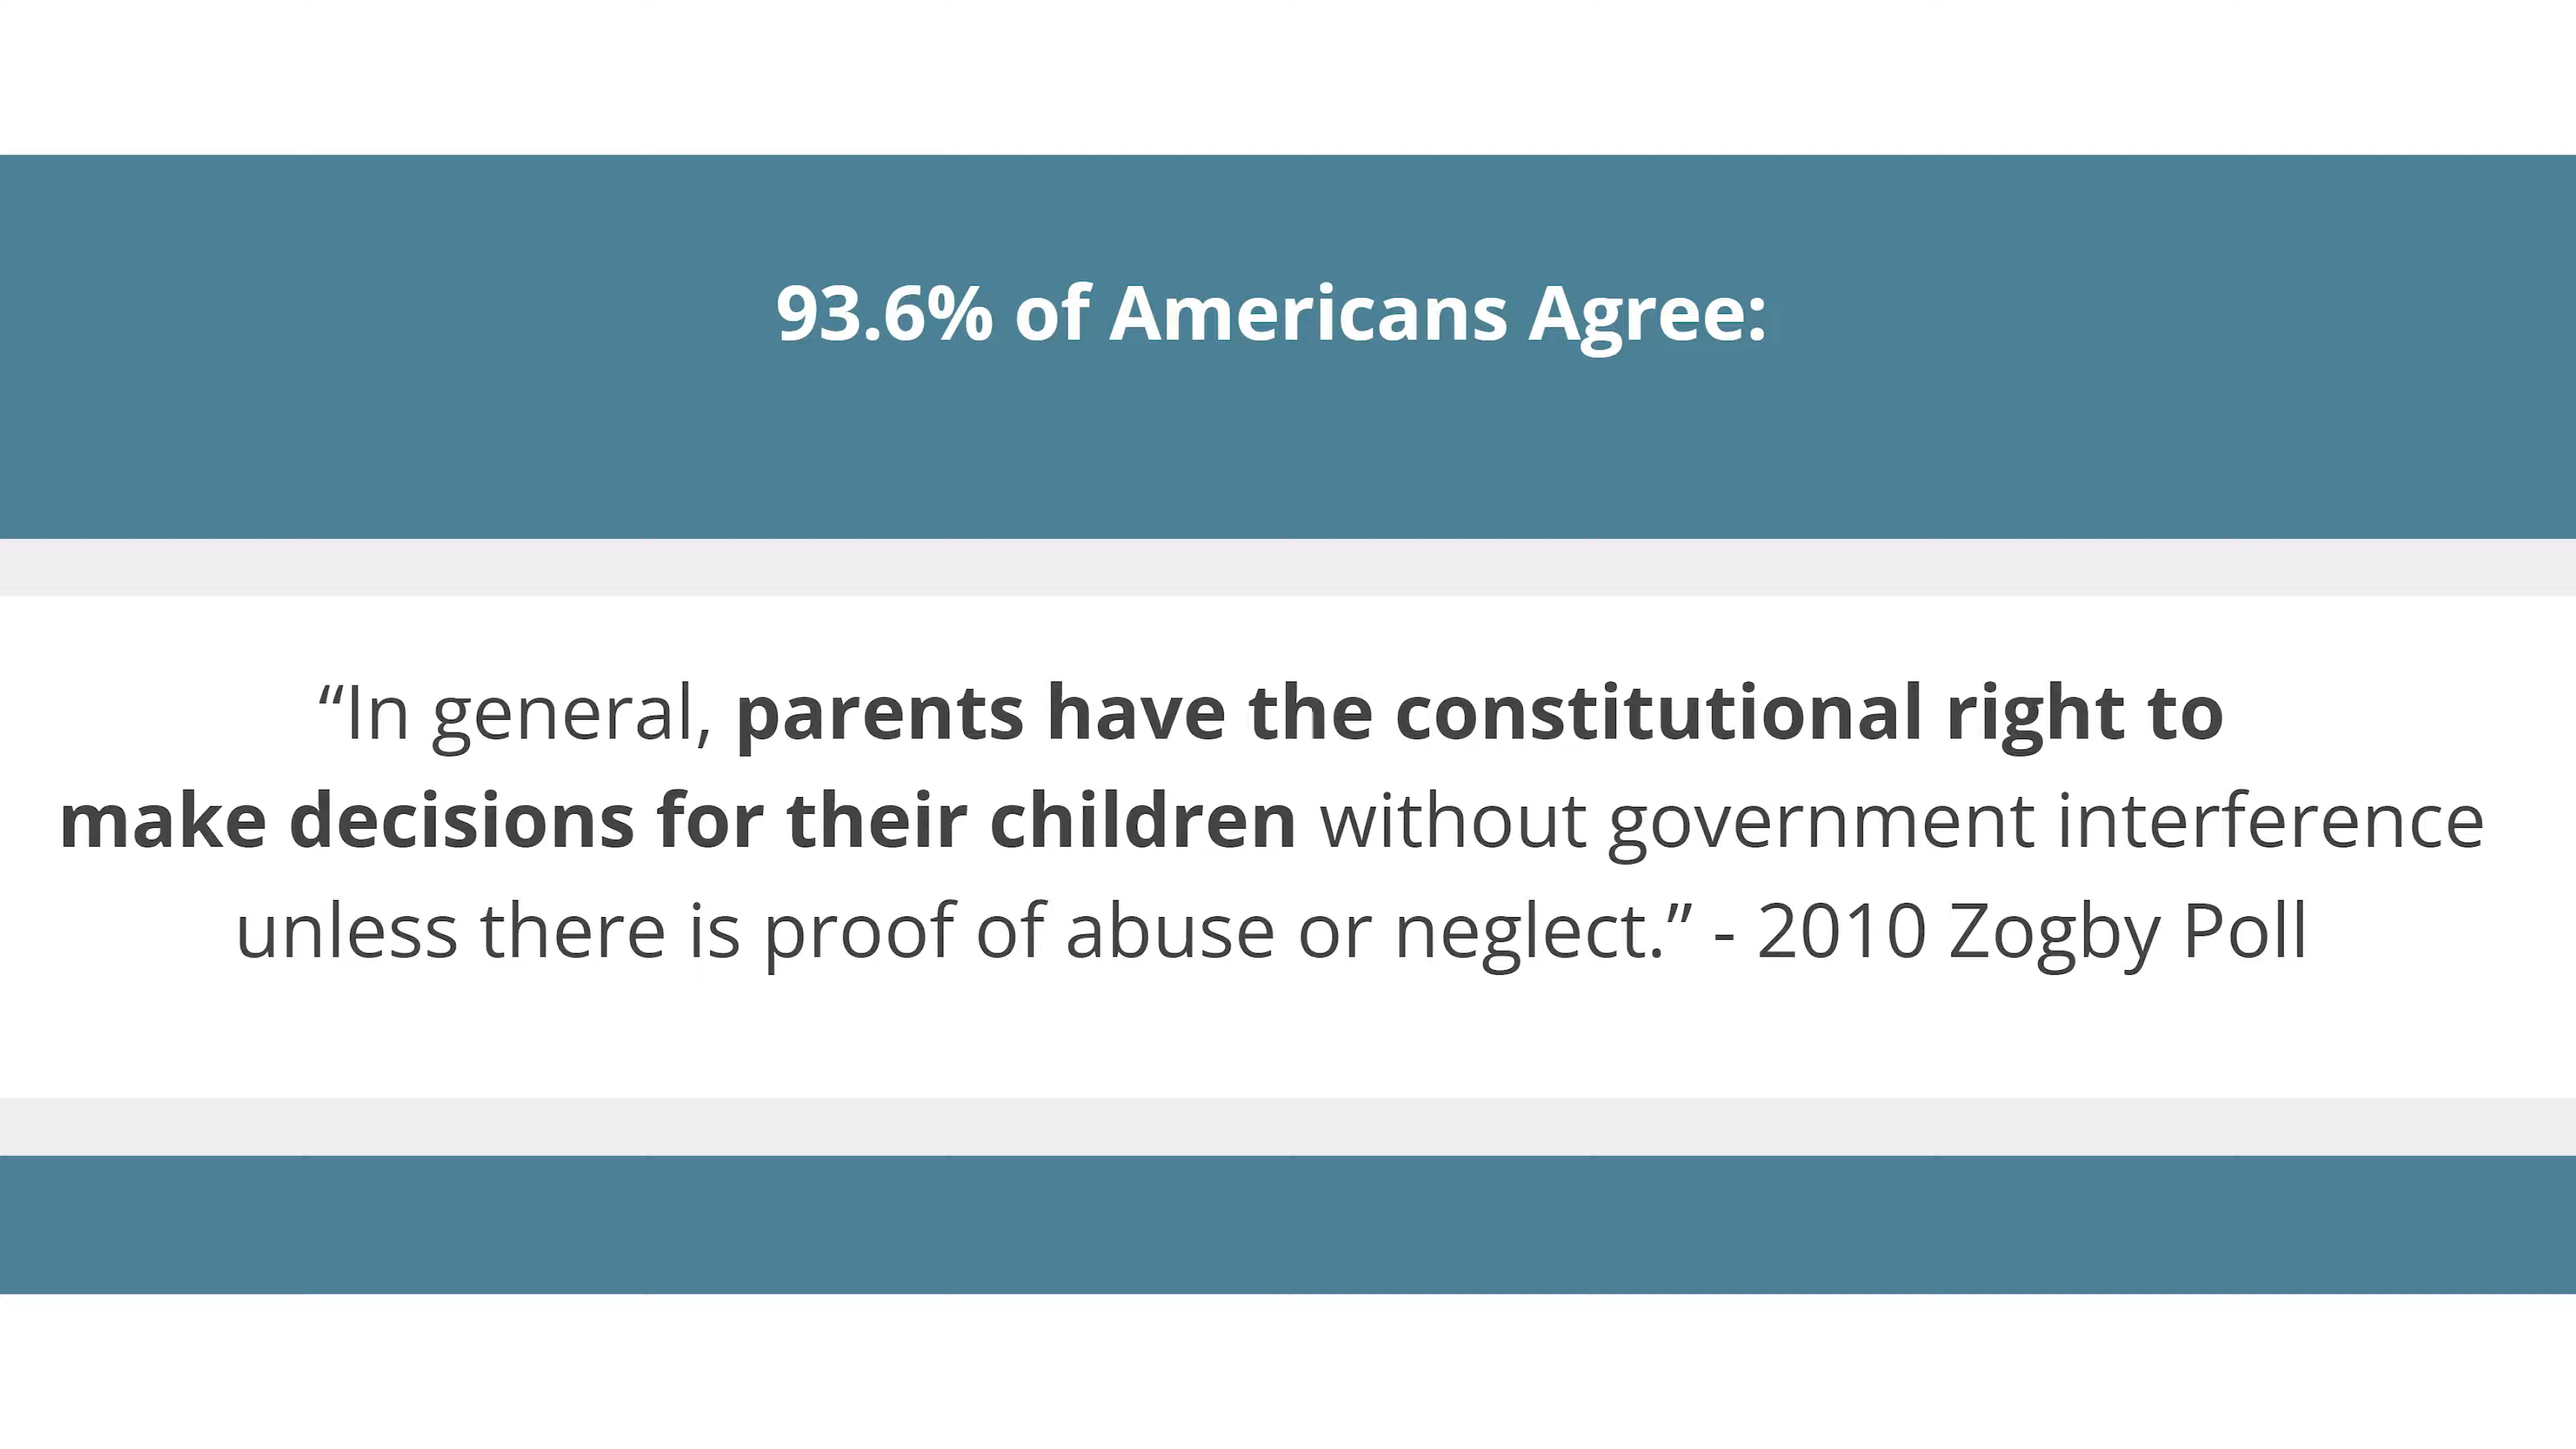 93.6% of Americans Agree:
“In general, parents have the constitutional right to
make decisions for their children without government interference
unless there is proof of abuse or neglect.” - 2010 Zogby Poll